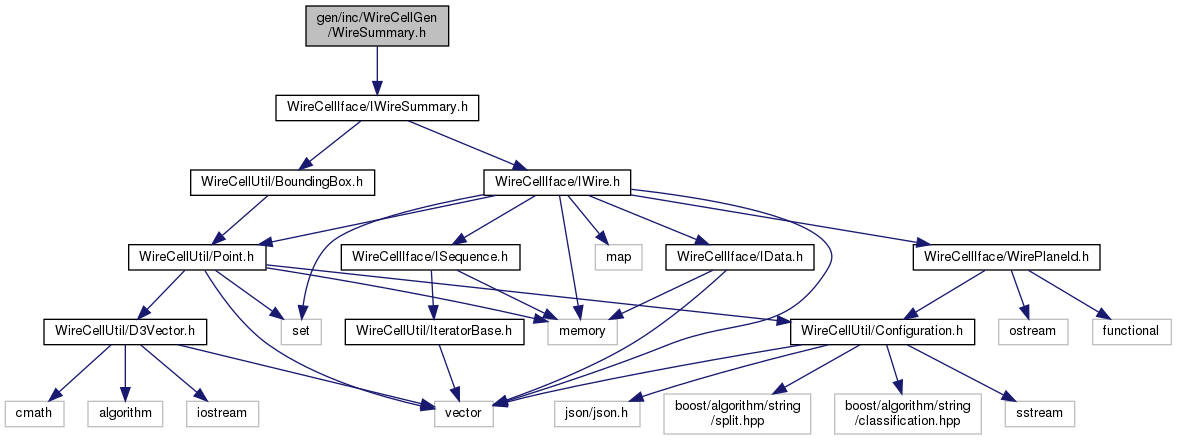 gen/inc/WireCellGen
/WireSummary.h
WireCellIface/IWireSummary.h
WireCellUtil/BoundingBox.h
WireCellIface/IWire.h
WireCellUtil/Point.h
WireCellIface/ISequence.h
map
WireCellIface/IData.h
WireCellIface/WirePlaneId.h
WireCellUtil/D3Vector.h
set
WireCellUtil/IteratorBase.h
memory
WireCellUtil/Configuration.h
ostream
functional
cmath
algorithm
iostream
vector
json/json.h
boost/algorithm/string
/split.hpp
boost/algorithm/string
/classification.hpp
sstream